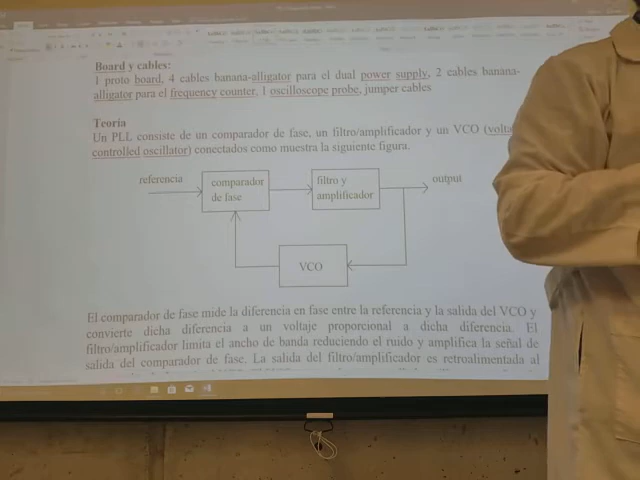 Board y cables:
1 proto board, 4 cables banana-alligator para el dual power supply, 2 cables banana-
alligator para el frequency counter, 1 oscilloscope probe, jumper cables
Teoría
Un PLL consiste de un comparador de fase, un filtro/amplificador y un VCO
controlled oscillator) conectados como muestra la siguiente figura.
referencia
comparador
de fase
filtro y
amplificador
output
VCO
El comparador de fase mide la diferencia en fase entre la referencia y la salida del VCO y
convierte dicha diferencia a un voltaje proporcional a dicha diferencia. El
filtro/amplificador limita el ancho de banda reduciendo el ruido y amplifica la señal de
salida del comparador de fase. La salida del filtro/amplificador es retroalimentada al